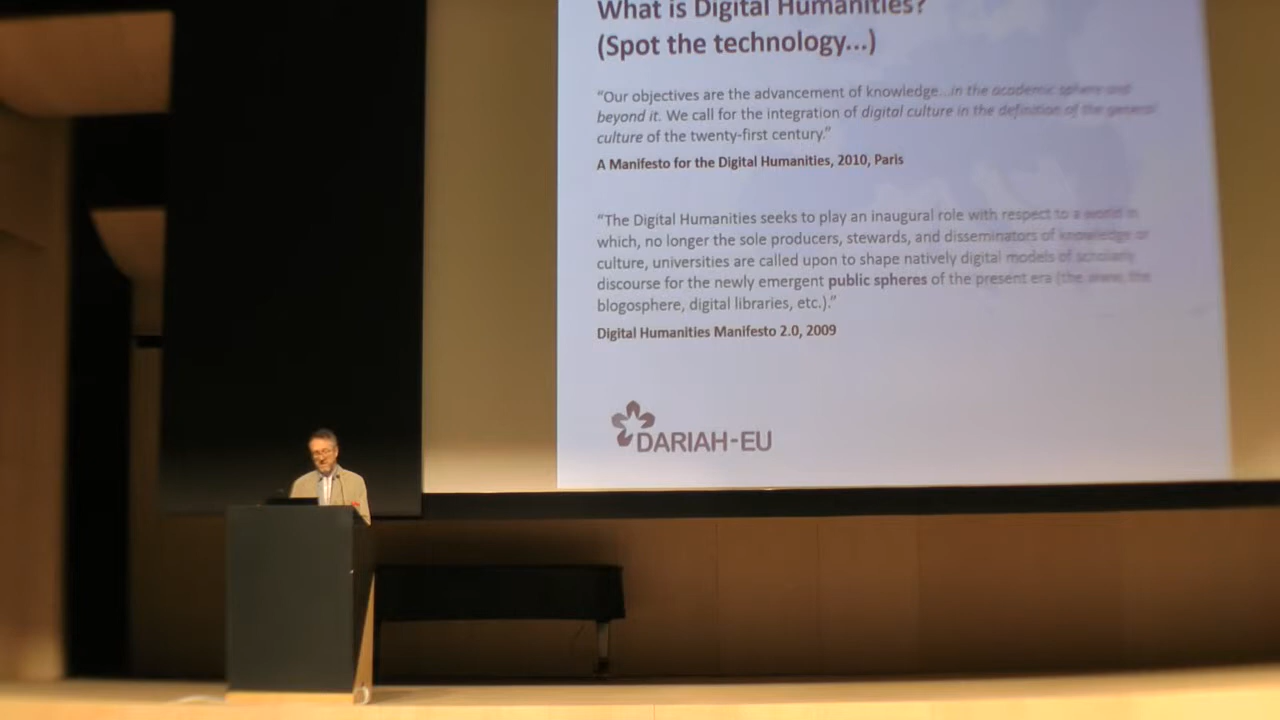 What is Digital Humanities?
(Spot the technology...)
“Our objectives are the advancement of knowledge...in the academic sphere and
beyond it. We call for the integration of digital culture in the definition of the general
culture of the twenty-first century.”
A Manifesto for the Digital Humanities, 2010, Paris
“The Digital Humanities seeks to play an inaugural role with respect to a world in
which, no longer the sole producers, stewards, and disseminators of knowledge or
culture, universities are called upon to shape natively digital models of scholarly
discourse for the newly emergent public spheres of the present era (the www, the
blogosphere, digital libraries, etc.).”
Digital Humanities Manifesto 2.0, 2009
DARIAH-EU